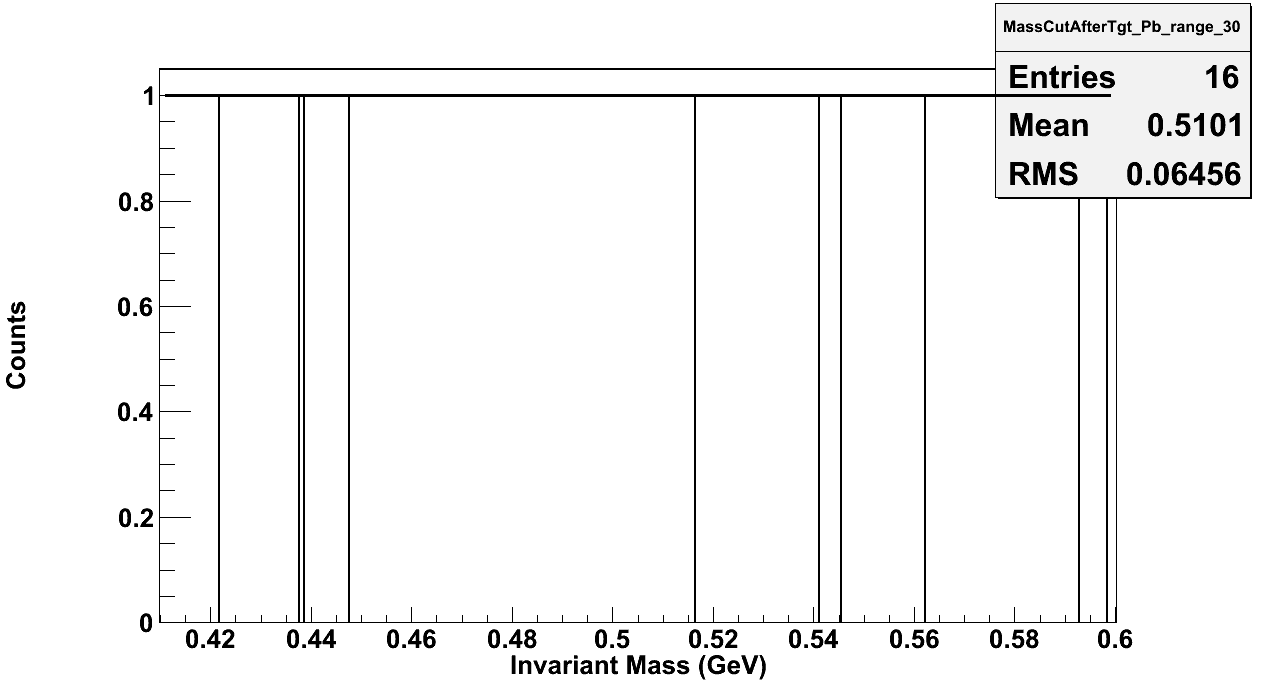 MassCutAfterTgt_Pb_range_30
Entries 16
Mean 0.5101
RMS 0.06456
1
0.8
0.6
0.4
0.2
0
Counts
0.42 0.44 0.46 0.48 0.5 0.52 0.54 0.56 0.58 0.6
Invariant Mass (GeV)